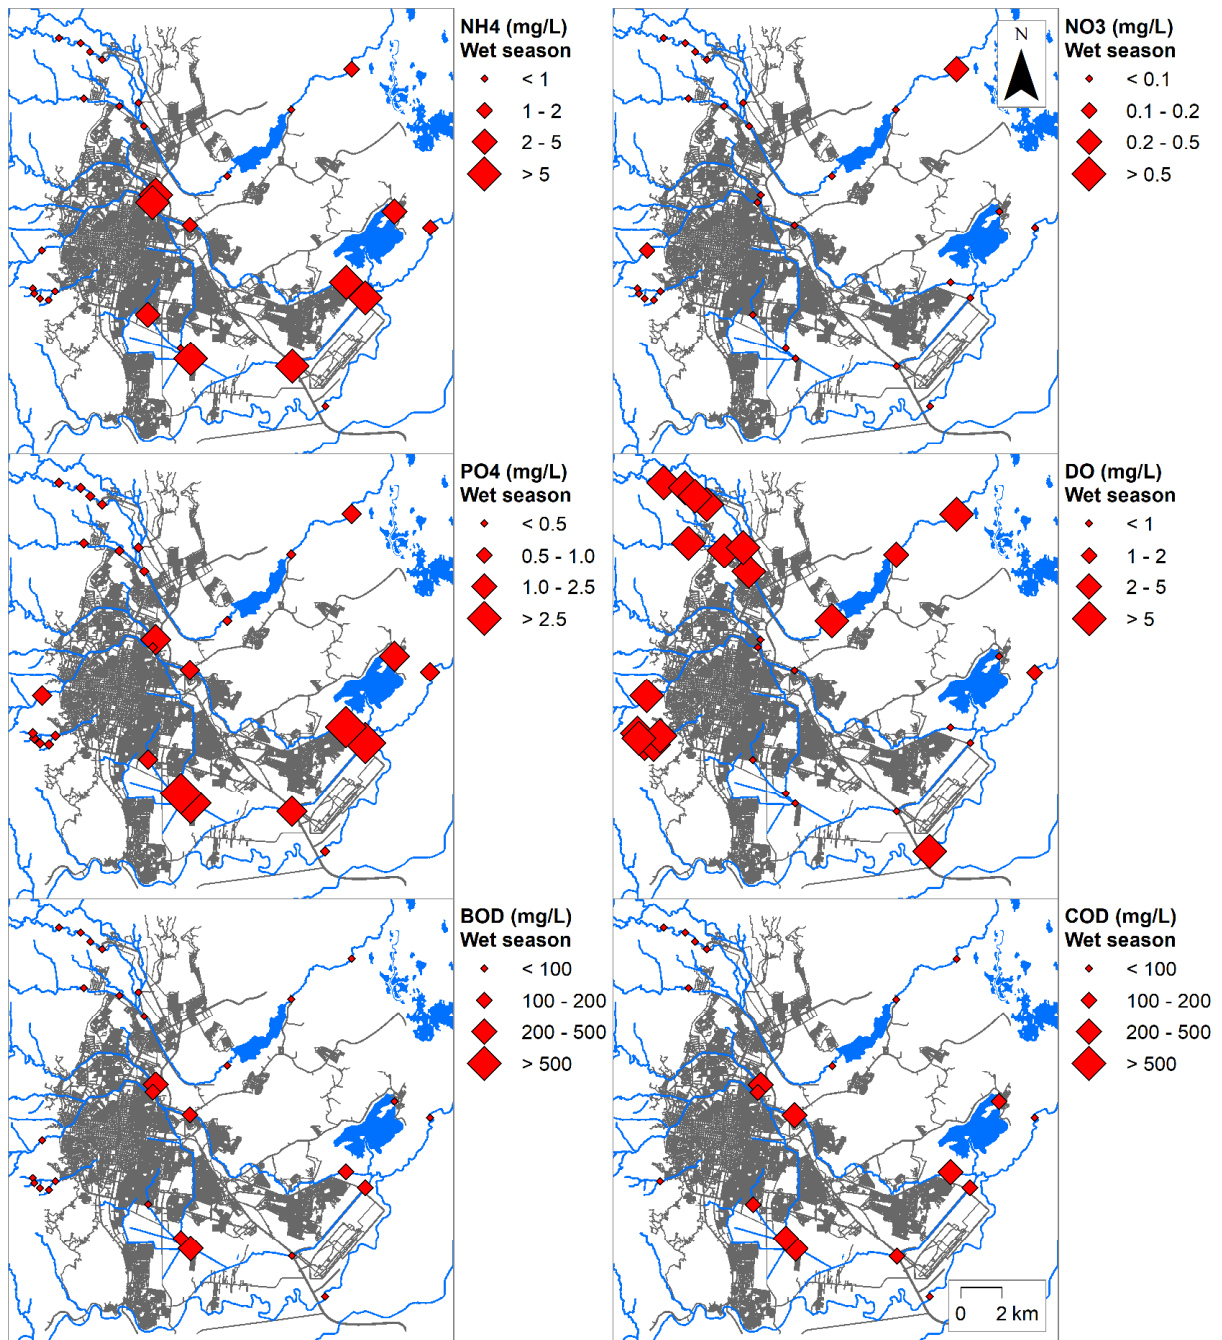 NH4 (mg/L)
Wet season
< 1
1 - 2
2 - 5
> 5
NO3 (mg/L)
Wet season
< 0.1
0.1 - 0.2
0.2 - 0.5
> 0.5
N
PO4 (mg/L)
Wet season
< 0.5
0.5 - 1.0
1.0 - 2.5
> 2.5
DO (mg/L)
Wet season
< 1
1 - 2
2 - 5
> 5
BOD (mg/L)
Wet season
< 100
100 - 200
200 - 500
> 500
COD (mg/L)
Wet season
< 100
100 - 200
200 - 500
> 500
0 2 km